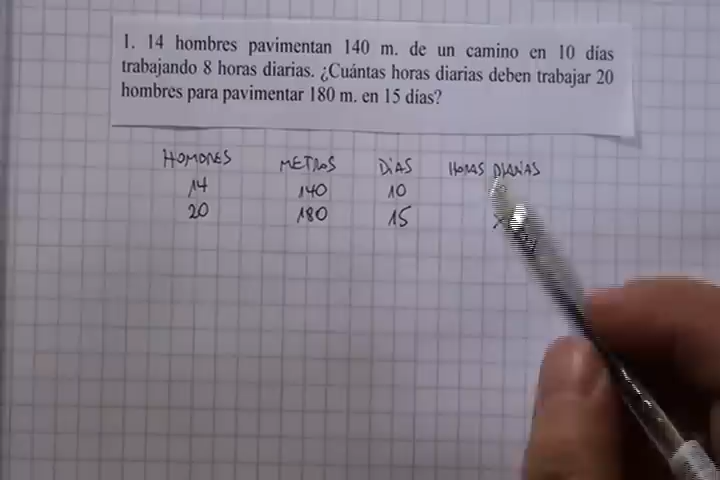 1. 14 hombres pavimentan 140 m. de un camino en 10 días
trabajando 8 horas diarias. ¿Cuántas horas diarias deben trabajar 20
hombres para pavimentar 180 m. en 15 días?
HOMBRES METROS DÍAS HORAS DIARIAS
14 140 10
20 180 15 X